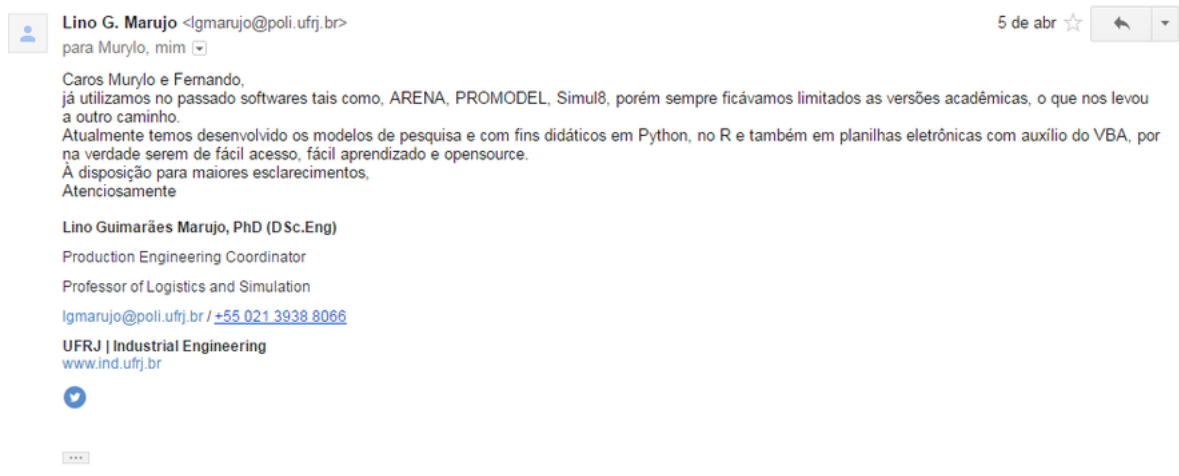 Lino G. Marujo <lgmarujo@poli.ufrj.br>
5 de abr
para Murylo, mim
Caros Murylo e Fernando,
já utilizamos no passado softwares tais como, ARENA, PROMODEL, Simul8, porém sempre ficávamos limitados as versões acadêmicas, o que nos levou
a outro caminho.
Atualmente temos desenvolvido os modelos de pesquisa e com fins didáticos em Python, no R e também em planilhas eletrônicas com auxílio do VBA, por
na verdade serem de fácil acesso, fácil aprendizado e opensource.
À disposição para maiores esclarecimentos,
Atenciosamente
Lino Guimarães Marujo, PhD (DSc.Eng)
Production Engineering Coordinator
Professor of Logistics and Simulation
lgmarujo@poli.ufrj.br / +55 021 3938 8066
UFRJ | Industrial Engineering
www.ind.ufrj.br